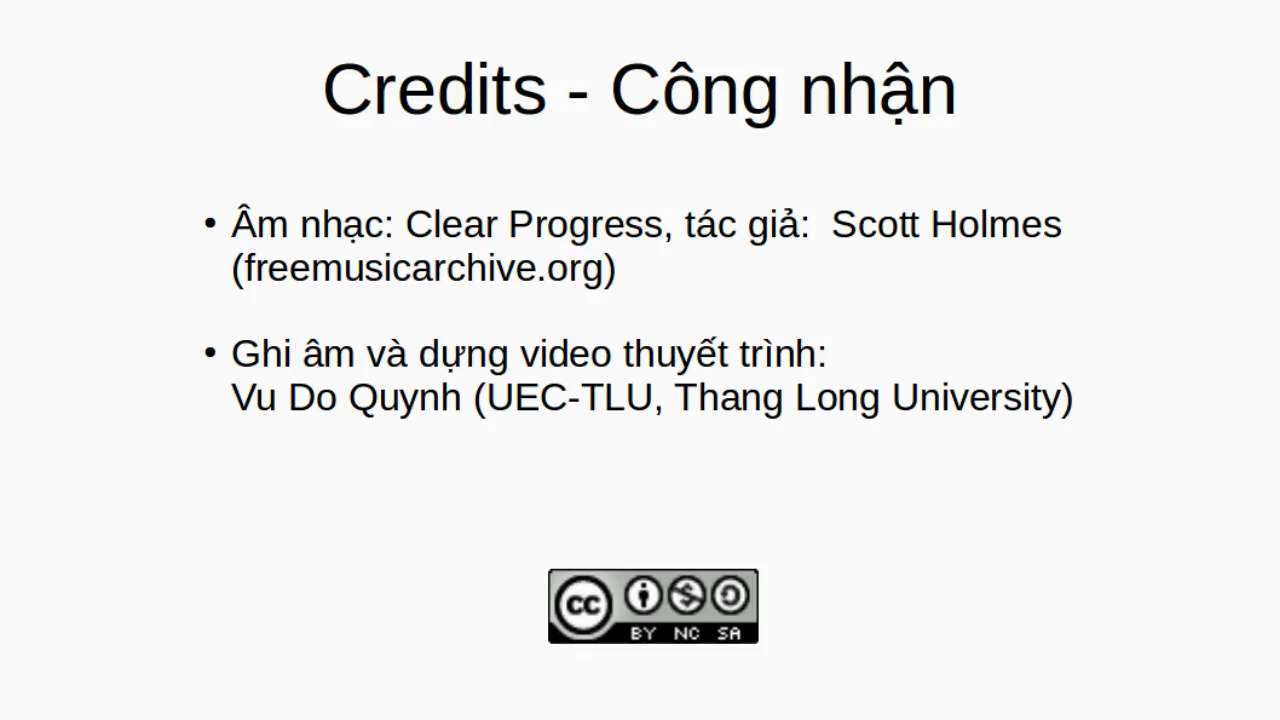 Credits - Công nhận
• Âm nhạc: Clear Progress, tác giả:  Scott Holmes
(freemusicarchive.org)
• Ghi âm và dựng video thuyết trình:
Vu Do Quynh (UEC-TLU, Thang Long University)
cc
BY NC SA